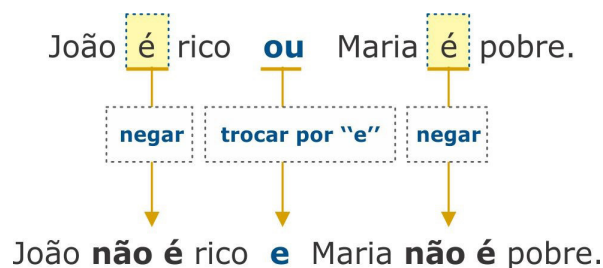 João é rico ou Maria é pobre.
negar trocar por ‘‘e’’ negar
João não é rico e Maria não é pobre.